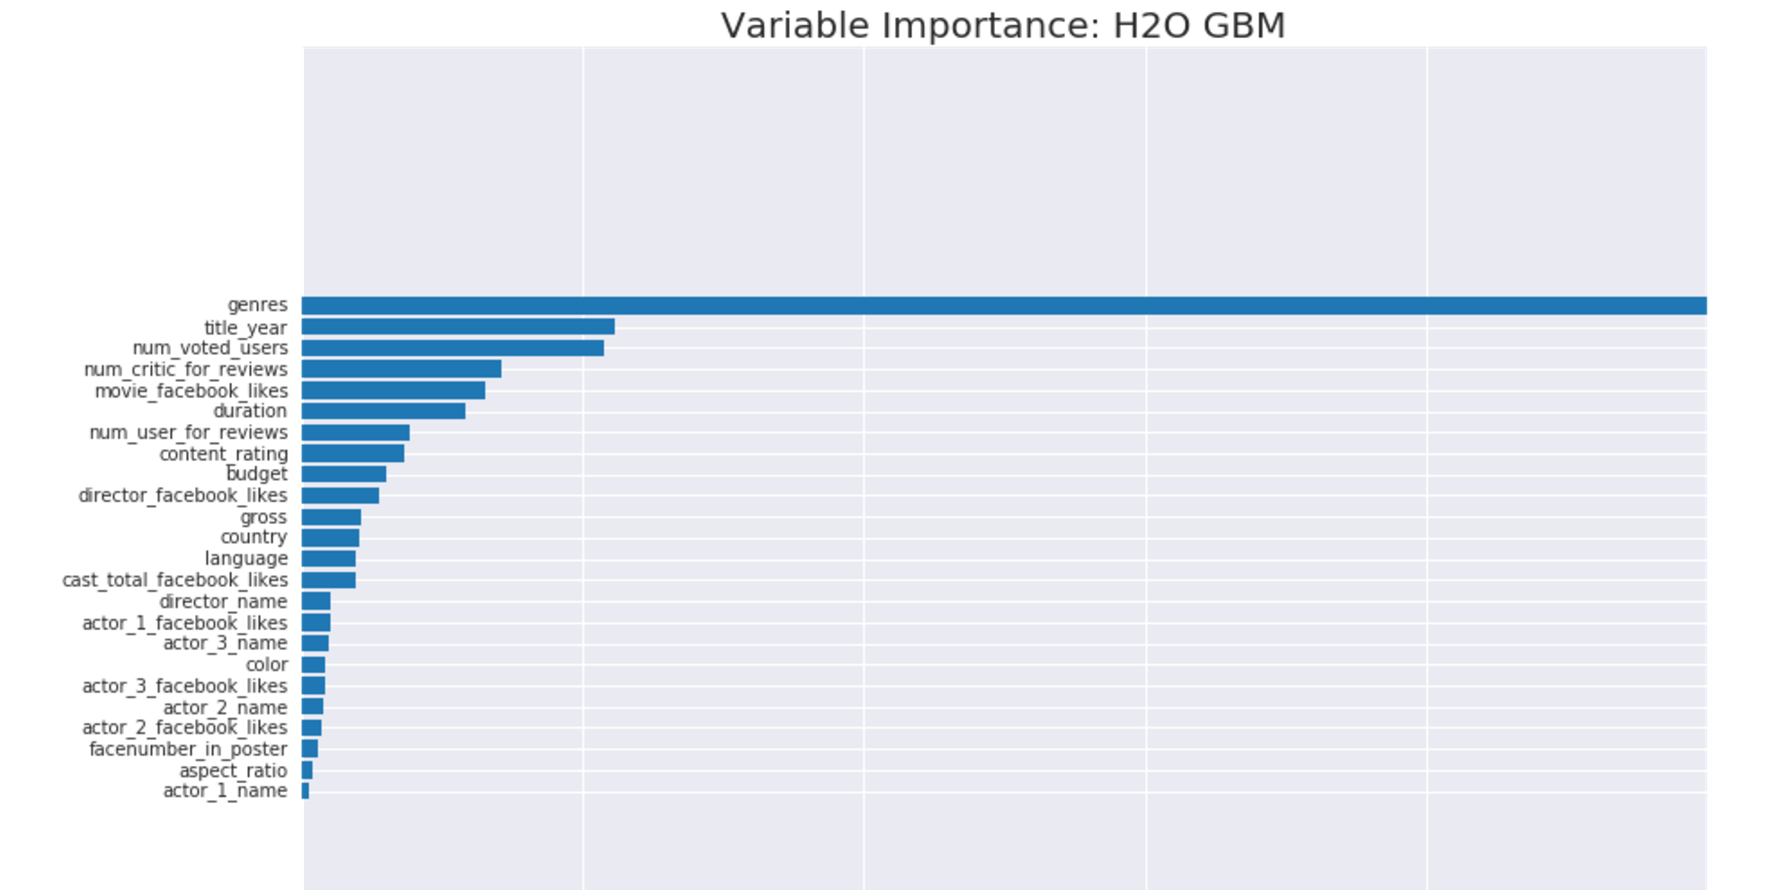 Variable Importance: H2O GBM
genres
title_year
num_voted_users
num_critic_for_reviews
movie_facebook_likes
duration
num_user_for_reviews
content_rating
budget
director_facebook_likes
gross
country
language
cast_total_facebook_likes
director_name
actor_1_facebook_likes
actor_3_name
color
actor_3_facebook_likes
actor_2_name
actor_2_facebook_likes
facenumber_in_poster
aspect_ratio
actor_1_name